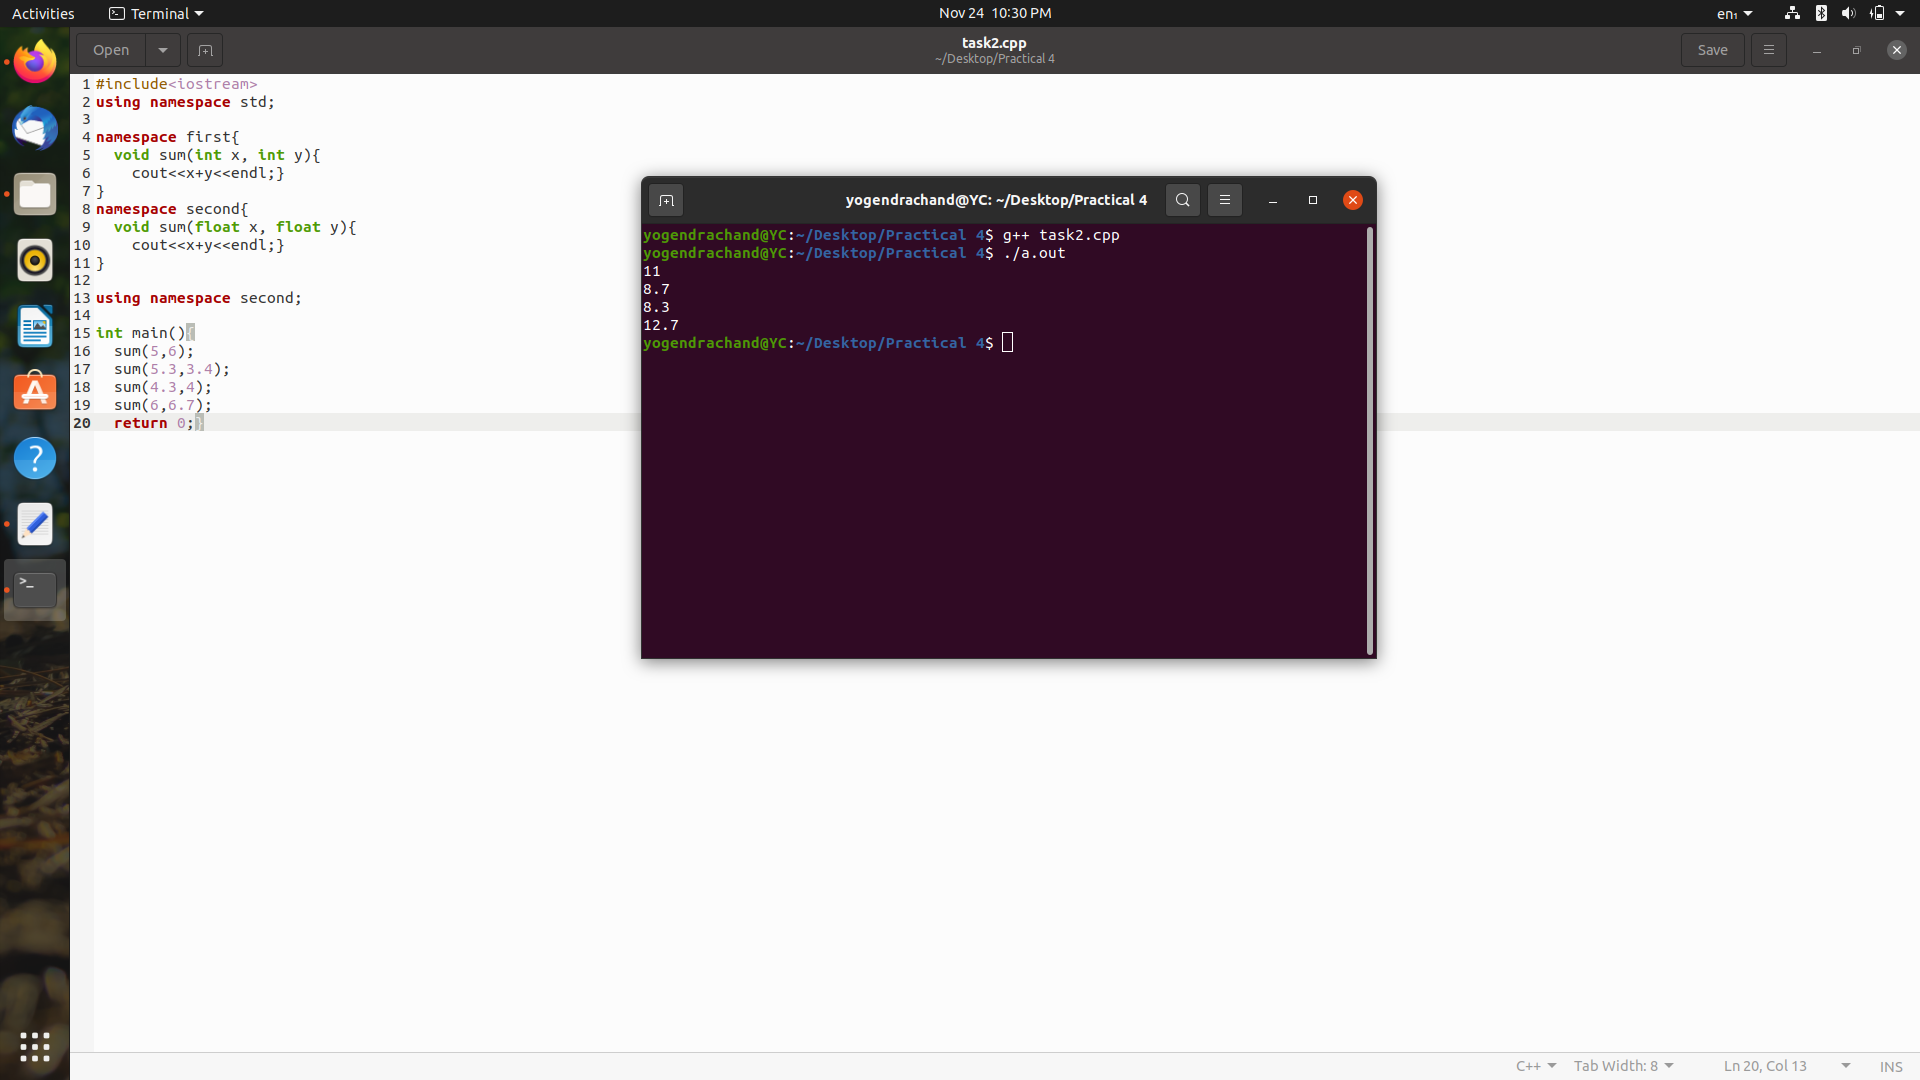 Activities Terminal Nov 24 10:30 PM en₁
Open task2.cpp Save
~/Desktop/Practical 4
1 #include<iostream>
2 using namespace std;
3
4 namespace first{
5   void sum(int x, int y){
6     cout<<x+y<<endl;}
7 }
8 namespace second{
9   void sum(float x, float y){
10     cout<<x+y<<endl;}
11 }
12
13 using namespace second;
14
15 int main(){
16   sum(5,6);
17   sum(5.3,3.4);
18   sum(4.3,4);
19   sum(6,6.7);
20   return 0;}
yogendrachand@YC: ~/Desktop/Practical 4
yogendrachand@YC:~/Desktop/Practical 4$ g++ task2.cpp
yogendrachand@YC:~/Desktop/Practical 4$ ./a.out
11
8.7
8.3
12.7
yogendrachand@YC:~/Desktop/Practical 4$
C++ Tab Width: 8 Ln 20, Col 13 INS